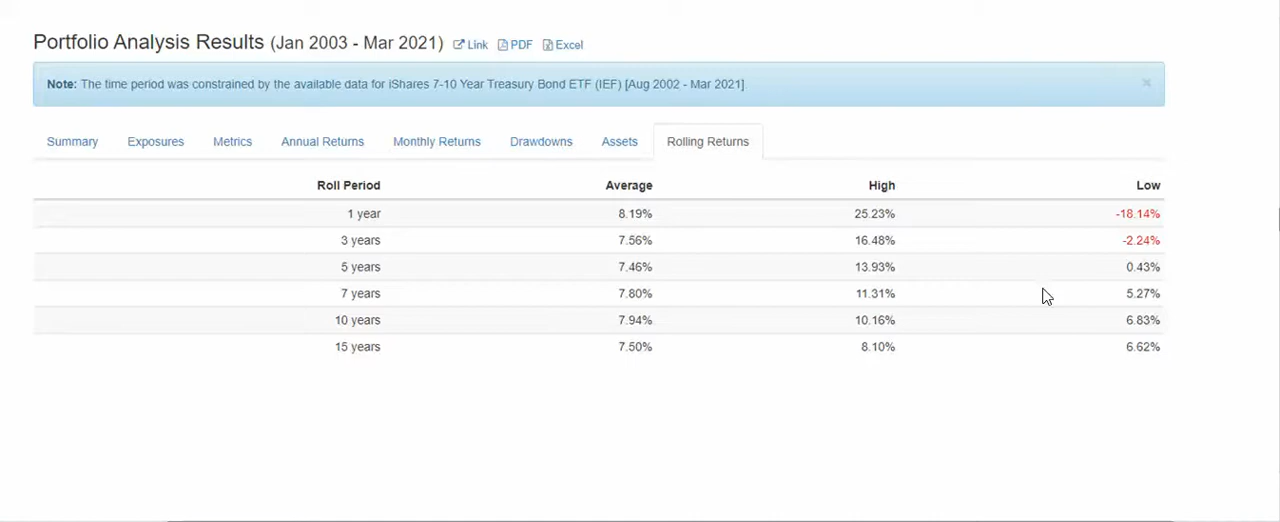 Portfolio Analysis Results (Jan 2003 - Mar 2021) Link PDF Excel
Note: The time period was constrained by the available data for iShares 7-10 Year Treasury Bond ETF (IEF) [Aug 2002 - Mar 2021] ×
Summary Exposures Metrics Annual Returns Monthly Returns Drawdowns Assets Rolling Returns
Roll Period Average High Low
1 year 8.19% 25.23% -18.14%
3 years 7.56% 16.48% -2.24%
5 years 7.46% 13.93% 0.43%
7 years 7.80% 11.31% 5.27%
10 years 7.94% 10.16% 6.83%
15 years 7.50% 8.10% 6.62%